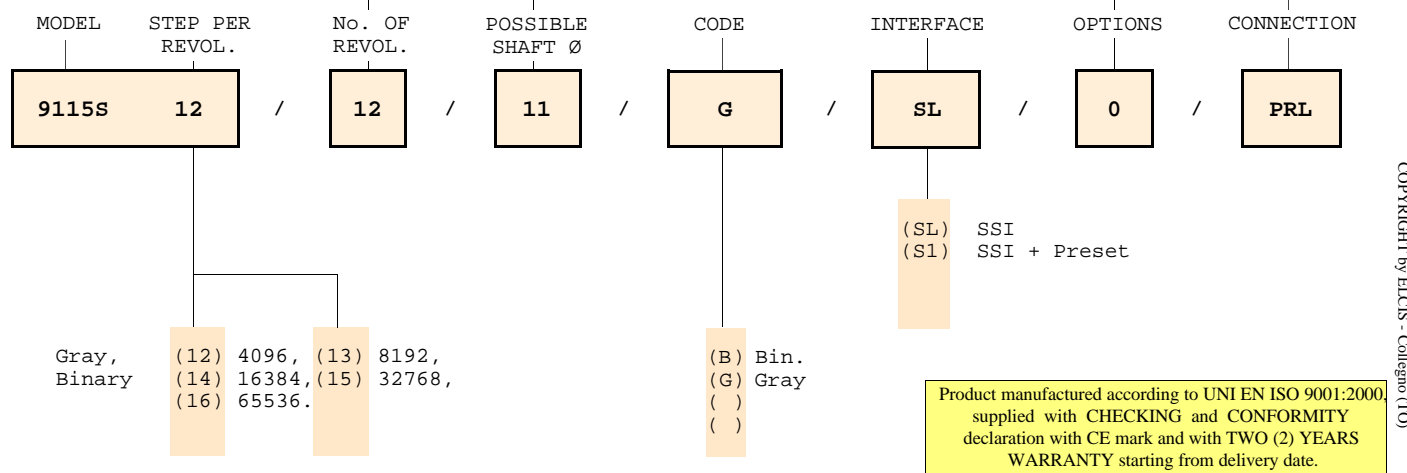 MODEL STEP PER REVOL. No. OF REVOL. POSSIBLE SHAFT Ø CODE INTERFACE OPTIONS CONNECTION
9115S 12 / 12 / 11 / G / SL / 0 / PRL
(SL) SSI
(S1) SSI + Preset
Gray, (12) 4096, (13) 8192,
Binary (14) 16384, (15) 32768,
(16) 65536.
(B) Bin.
(G) Gray
( )
( )
Product manufactured according to UNI EN ISO 9001:2000,
supplied with CHECKING and CONFORMITY
declaration with CE mark and with TWO (2) YEARS
WARRANTY starting from delivery date.
COPYRIGHT by ELCIS - Collegno (TO)